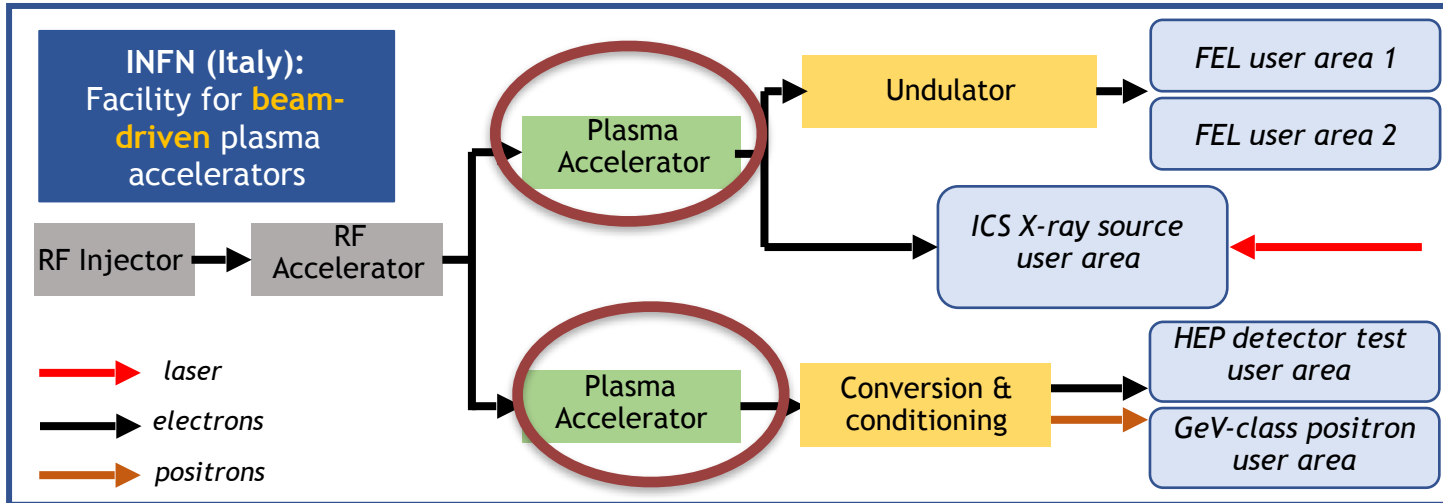 INFN (Italy):
Facility for beam-
driven plasma
accelerators
RF Injector
RF
Accelerator
Plasma
Accelerator
Undulator
FEL user area 1
FEL user area 2
ICS X-ray source
user area
Plasma
Accelerator
Conversion &
conditioning
HEP detector test
user area
GeV-class positron
user area
laser
electrons
positrons